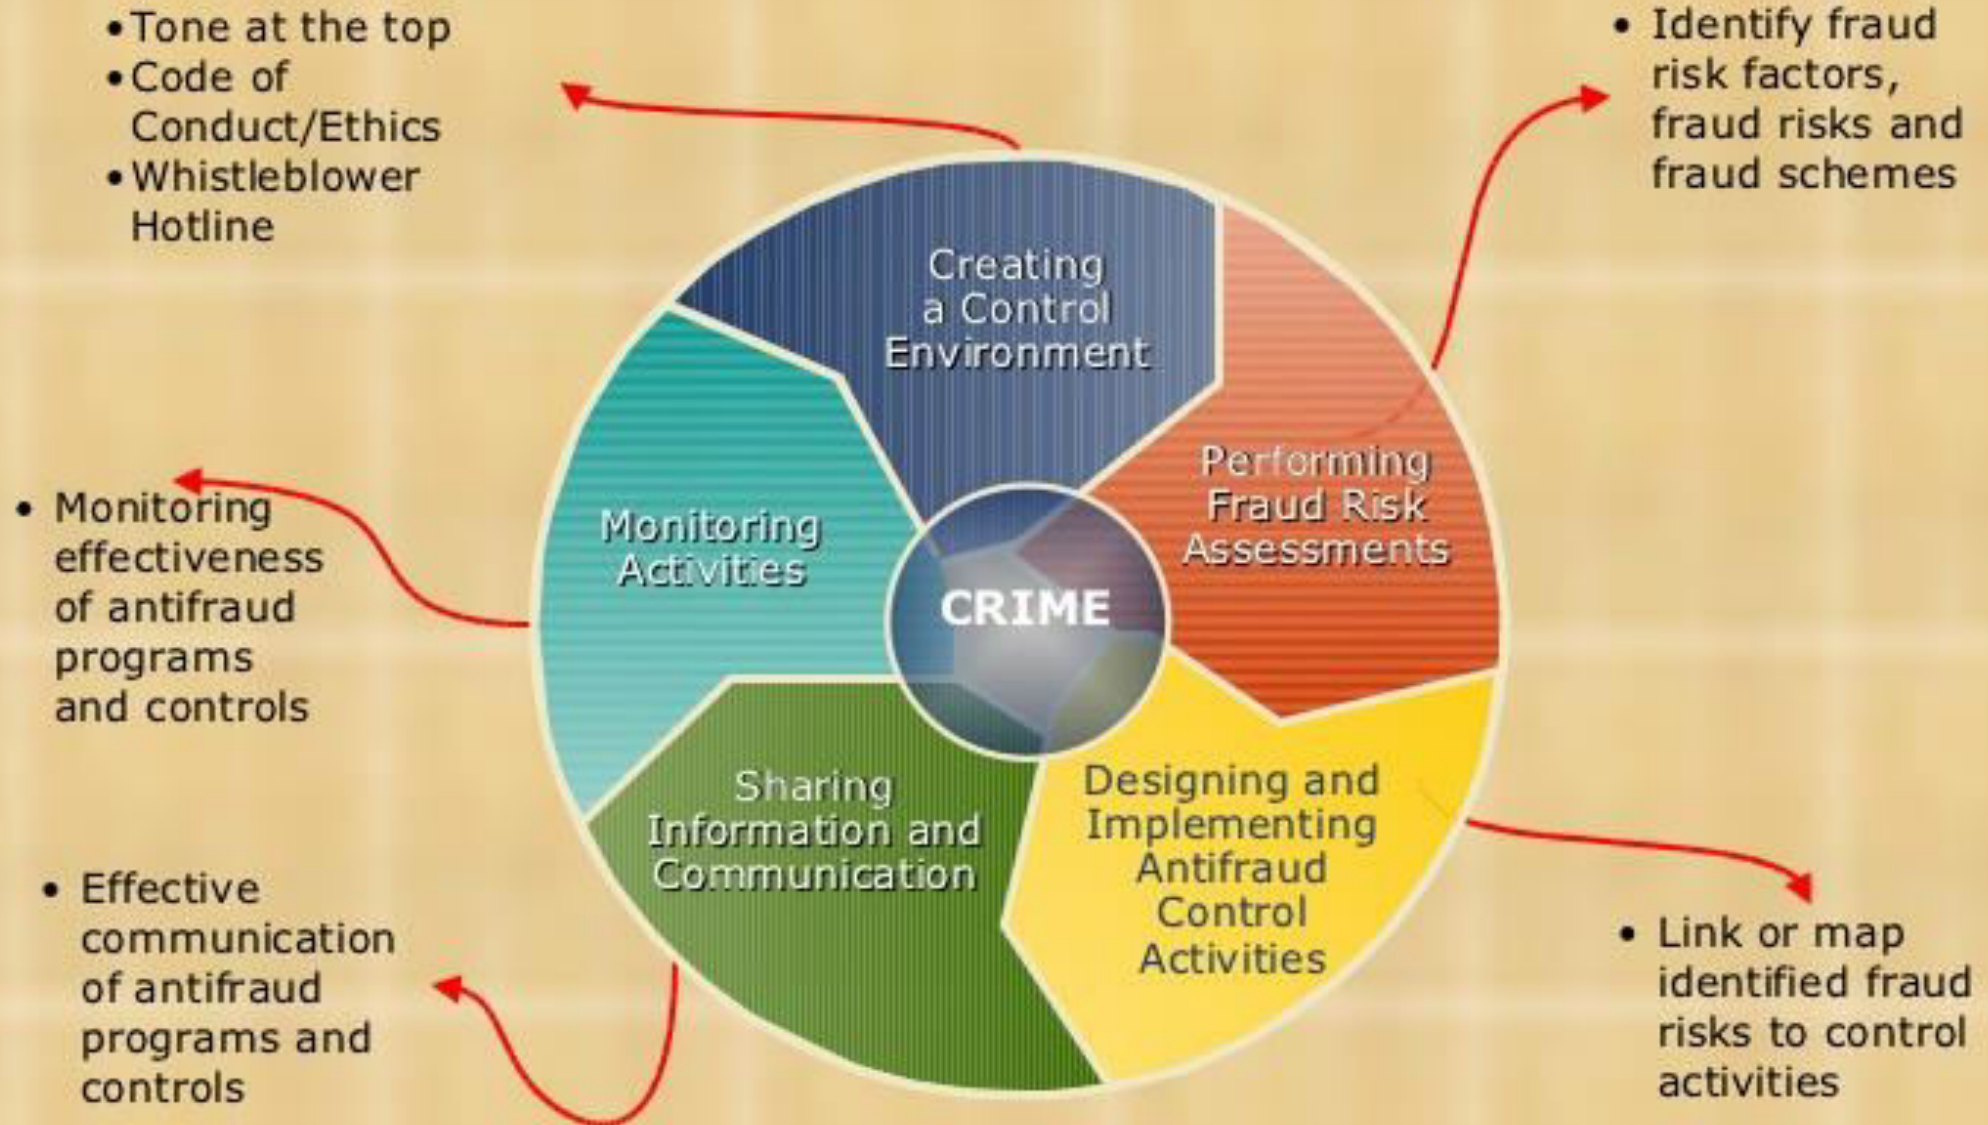 •Tone at the top
•Code of
Conduct/Ethics
•Whistleblower
Hotline
• Identify fraud
risk factors,
fraud risks and
fraud schemes
Creating
a Control
Environment
Performing
Fraud Risk
Assessments
Monitoring
Activities
CRIME
• Monitoring
effectiveness
of antifraud
programs
and controls
Sharing
Information and
Communication
Designing and
Implementing
Antifraud
Control
Activities
• Effective
communication
of antifraud
programs and
controls
• Link or map
identified fraud
risks to control
activities